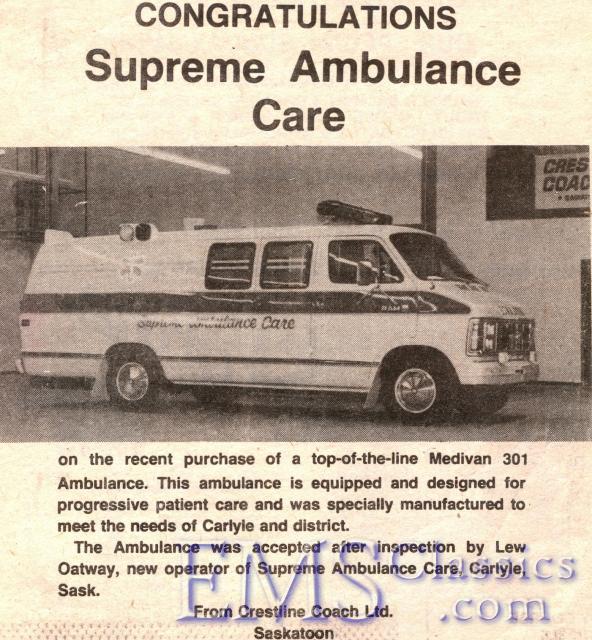 CONGRATULATIONS
Supreme Ambulance
Care
CRES
COAC
RAM
Supreme Ambulance Care
on the recent purchase of a top-of-the-line Medivan 301
Ambulance. This ambulance is equipped and designed for
progressive patient care and was specially manufactured to
meet the needs of Carlyle and district.
The Ambulance was accepted after inspection by Lew
Oatway, new operator of Supreme Ambulance Care, Carlyle,
Sask.
From Crestline Coach Ltd.
Saskatoon
EMSClassics
.com